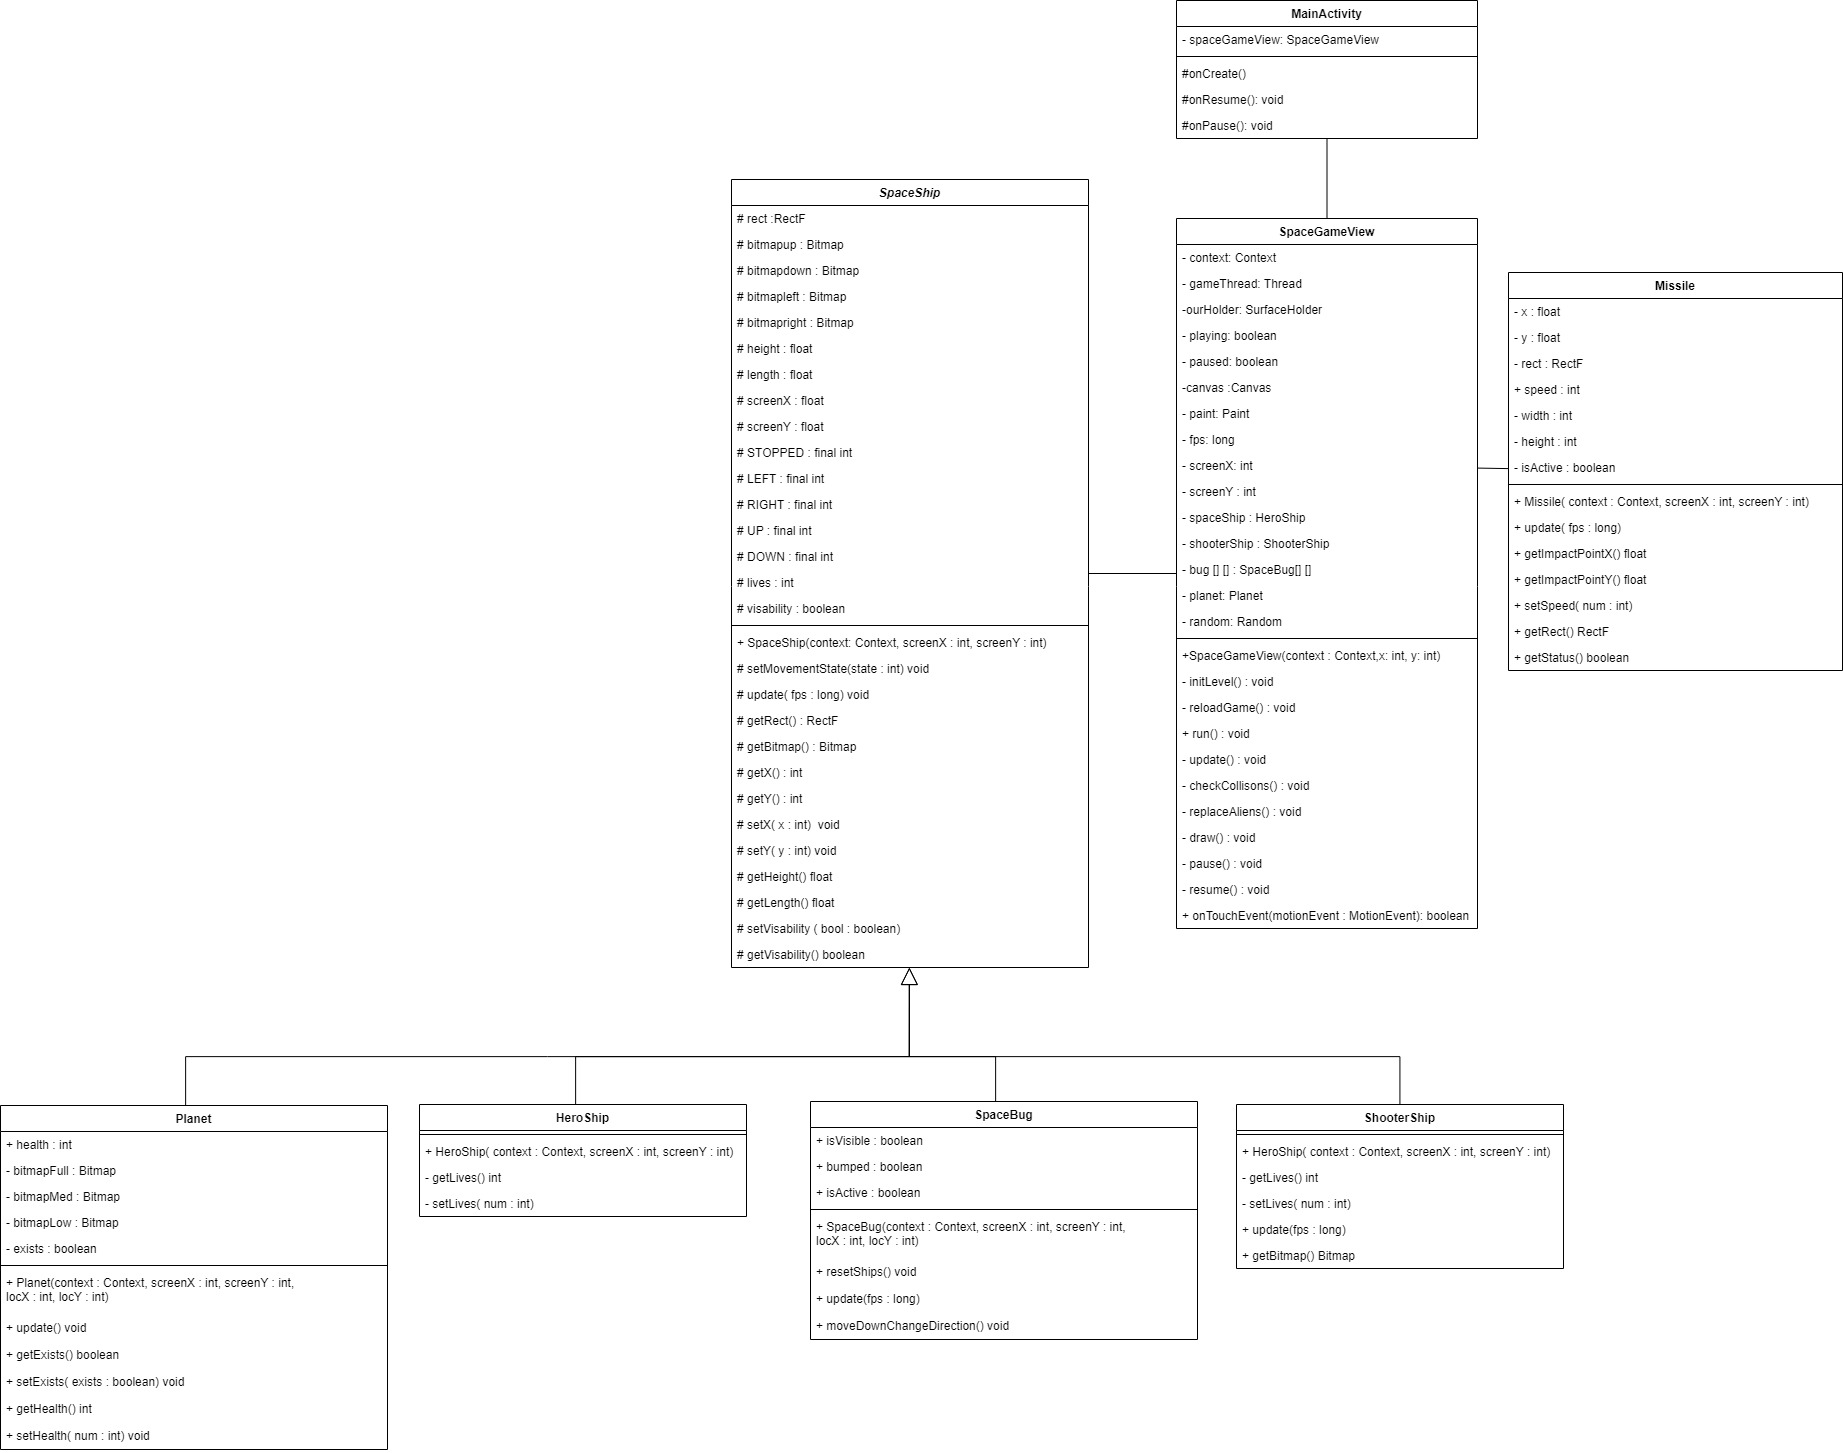 MainActivity
- spaceGameView: SpaceGameView
#onCreate()
#onResume(): void
#onPause(): void
SpaceShip
# rect :RectF
# bitmapup : Bitmap
# bitmapdown : Bitmap
# bitmapleft : Bitmap
# bitmapright : Bitmap
# height : float
# length : float
# screenX : float
# screenY : float
# STOPPED : final int
# LEFT : final int
# RIGHT : final int
# UP : final int
# DOWN : final int
# lives : int
# visability : boolean
+ SpaceShip(context: Context, screenX : int, screenY : int)
# setMovementState(state : int) void
# update( fps : long) void
# getRect() : RectF
# getBitmap() : Bitmap
# getX() : int
# getY() : int
# setX( x : int)  void
# setY( y : int) void
# getHeight() float
# getLength() float
# setVisability ( bool : boolean)
# getVisability() boolean
SpaceGameView
- context: Context
- gameThread: Thread
-ourHolder: SurfaceHolder
- playing: boolean
- paused: boolean
-canvas :Canvas
- paint: Paint
- fps: long
- screenX: int
- screenY : int
- spaceShip : HeroShip
- shooterShip : ShooterShip
- bug [] [] : SpaceBug[] []
- planet: Planet
- random: Random
+SpaceGameView(context : Context,x: int, y: int)
- initLevel() : void
- reloadGame() : void
+ run() : void
- update() : void
- checkCollisons() : void
- replaceAliens() : void
- draw() : void
- pause() : void
- resume() : void
+ onTouchEvent(motionEvent : MotionEvent): boolean
Missile
- x : float
- y : float
- rect : RectF
+ speed : int
- width : int
- height : int
- isActive : boolean
+ Missile( context : Context, screenX : int, screenY : int)
+ update( fps : long)
+ getImpactPointX() float
+ getImpactPointY() float
+ setSpeed( num : int)
+ getRect() RectF
+ getStatus() boolean
Planet
+ health : int
- bitmapFull : Bitmap
- bitmapMed : Bitmap
- bitmapLow : Bitmap
- exists : boolean
+ Planet(context : Context, screenX : int, screenY : int,
locX : int, locY : int)
+ update() void
+ getExists() boolean
+ setExists( exists : boolean) void
+ getHealth() int
+ setHealth( num : int) void
HeroShip
+ HeroShip( context : Context, screenX : int, screenY : int)
- getLives() int
- setLives( num : int)
SpaceBug
+ isVisible : boolean
+ bumped : boolean
+ isActive : boolean
+ SpaceBug(context : Context, screenX : int, screenY : int,
locX : int, locY : int)
+ resetShips() void
+ update(fps : long)
+ moveDownChangeDirection() void
ShooterShip
+ HeroShip( context : Context, screenX : int, screenY : int)
- getLives() int
- setLives( num : int)
+ update(fps : long)
+ getBitmap() Bitmap